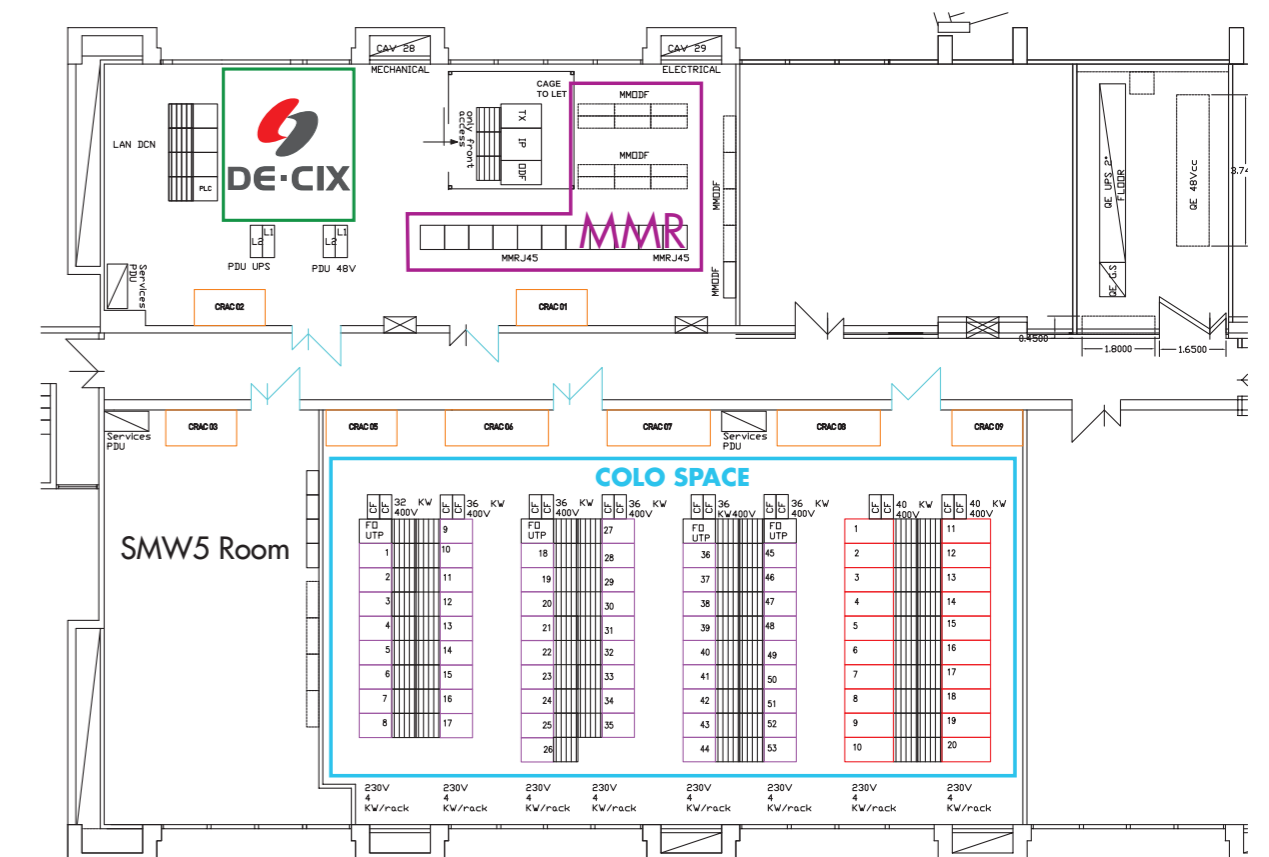 CAV 28
CAV 29
MECHANICAL
ELECTRICAL
CAGE
TO LET
MMODF
TX
IP
ODF
only front
access
LAN DCN
PLC
DE-CIX
MMODF
MMODF
MMR
MMRJ45
MMRJ45
MMODF
L1
L2
L1
L2
PDU UPS
PDU 48V
Services
PDU
CRAC 02
CRAC 01
QE UPS 2ª
FLOOR
QE G.S
QE 48Vcc
3.74
0.4500
1.8000
1.6500
Services
PDU
CRAC 03
CRAC 05
CRAC 06
CRAC 07
Services
PDU
CRAC 08
CRAC 09
COLO SPACE
SMW5 Room
CF
CF
32 KW
400V
CF
CF
36 KW
400V
CF
CF
36 KW
400V
CF
CF
36 KW
400V
CF
CF
36
KW400V
CF
CF
36 KW
400V
CF
CF
40 KW
400V
CF
CF
40 KW
400V
FO
UTP
1
2
3
4
5
6
7
8
9
10
11
12
13
14
15
16
17
FO
UTP
18
19
20
21
22
23
24
25
26
27
28
29
30
31
32
33
34
35
FO
UTP
36
37
38
39
40
41
42
43
44
FO
UTP
45
46
47
48
49
50
51
52
53
1
2
3
4
5
6
7
8
9
10
11
12
13
14
15
16
17
18
19
20
230V
4
KW/rack
230V
4
KW/rack
230V
4
KW/rack
230V
4
KW/rack
230V
4
KW/rack
230V
4
KW/rack
230V
4
KW/rack
230V
4
KW/rack